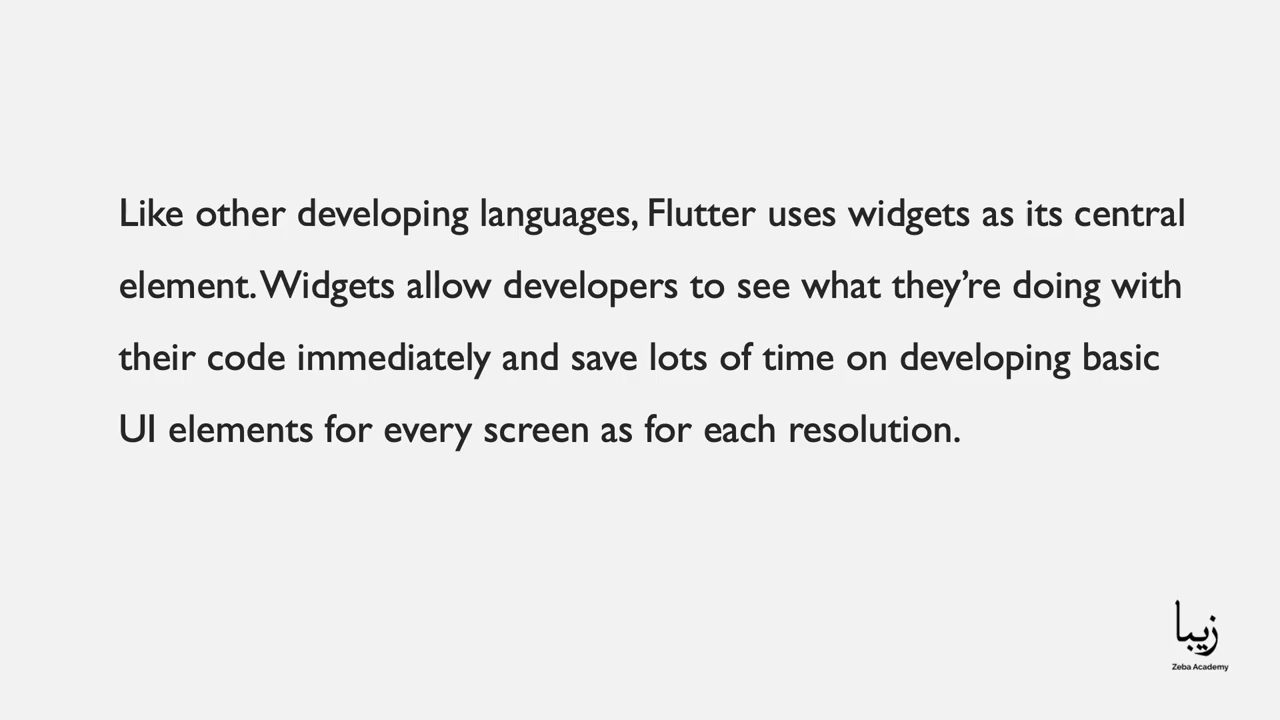 Like other developing languages, Flutter uses widgets as its central
element. Widgets allow developers to see what they’re doing with
their code immediately and save lots of time on developing basic
UI elements for every screen as for each resolution.
زیبا
Zeba Academy